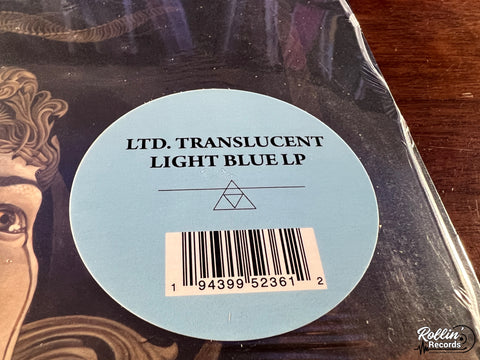 LTD. TRANSLUCENT
LIGHT BLUE LP
1 94399 52361 2
Rollin'
Records